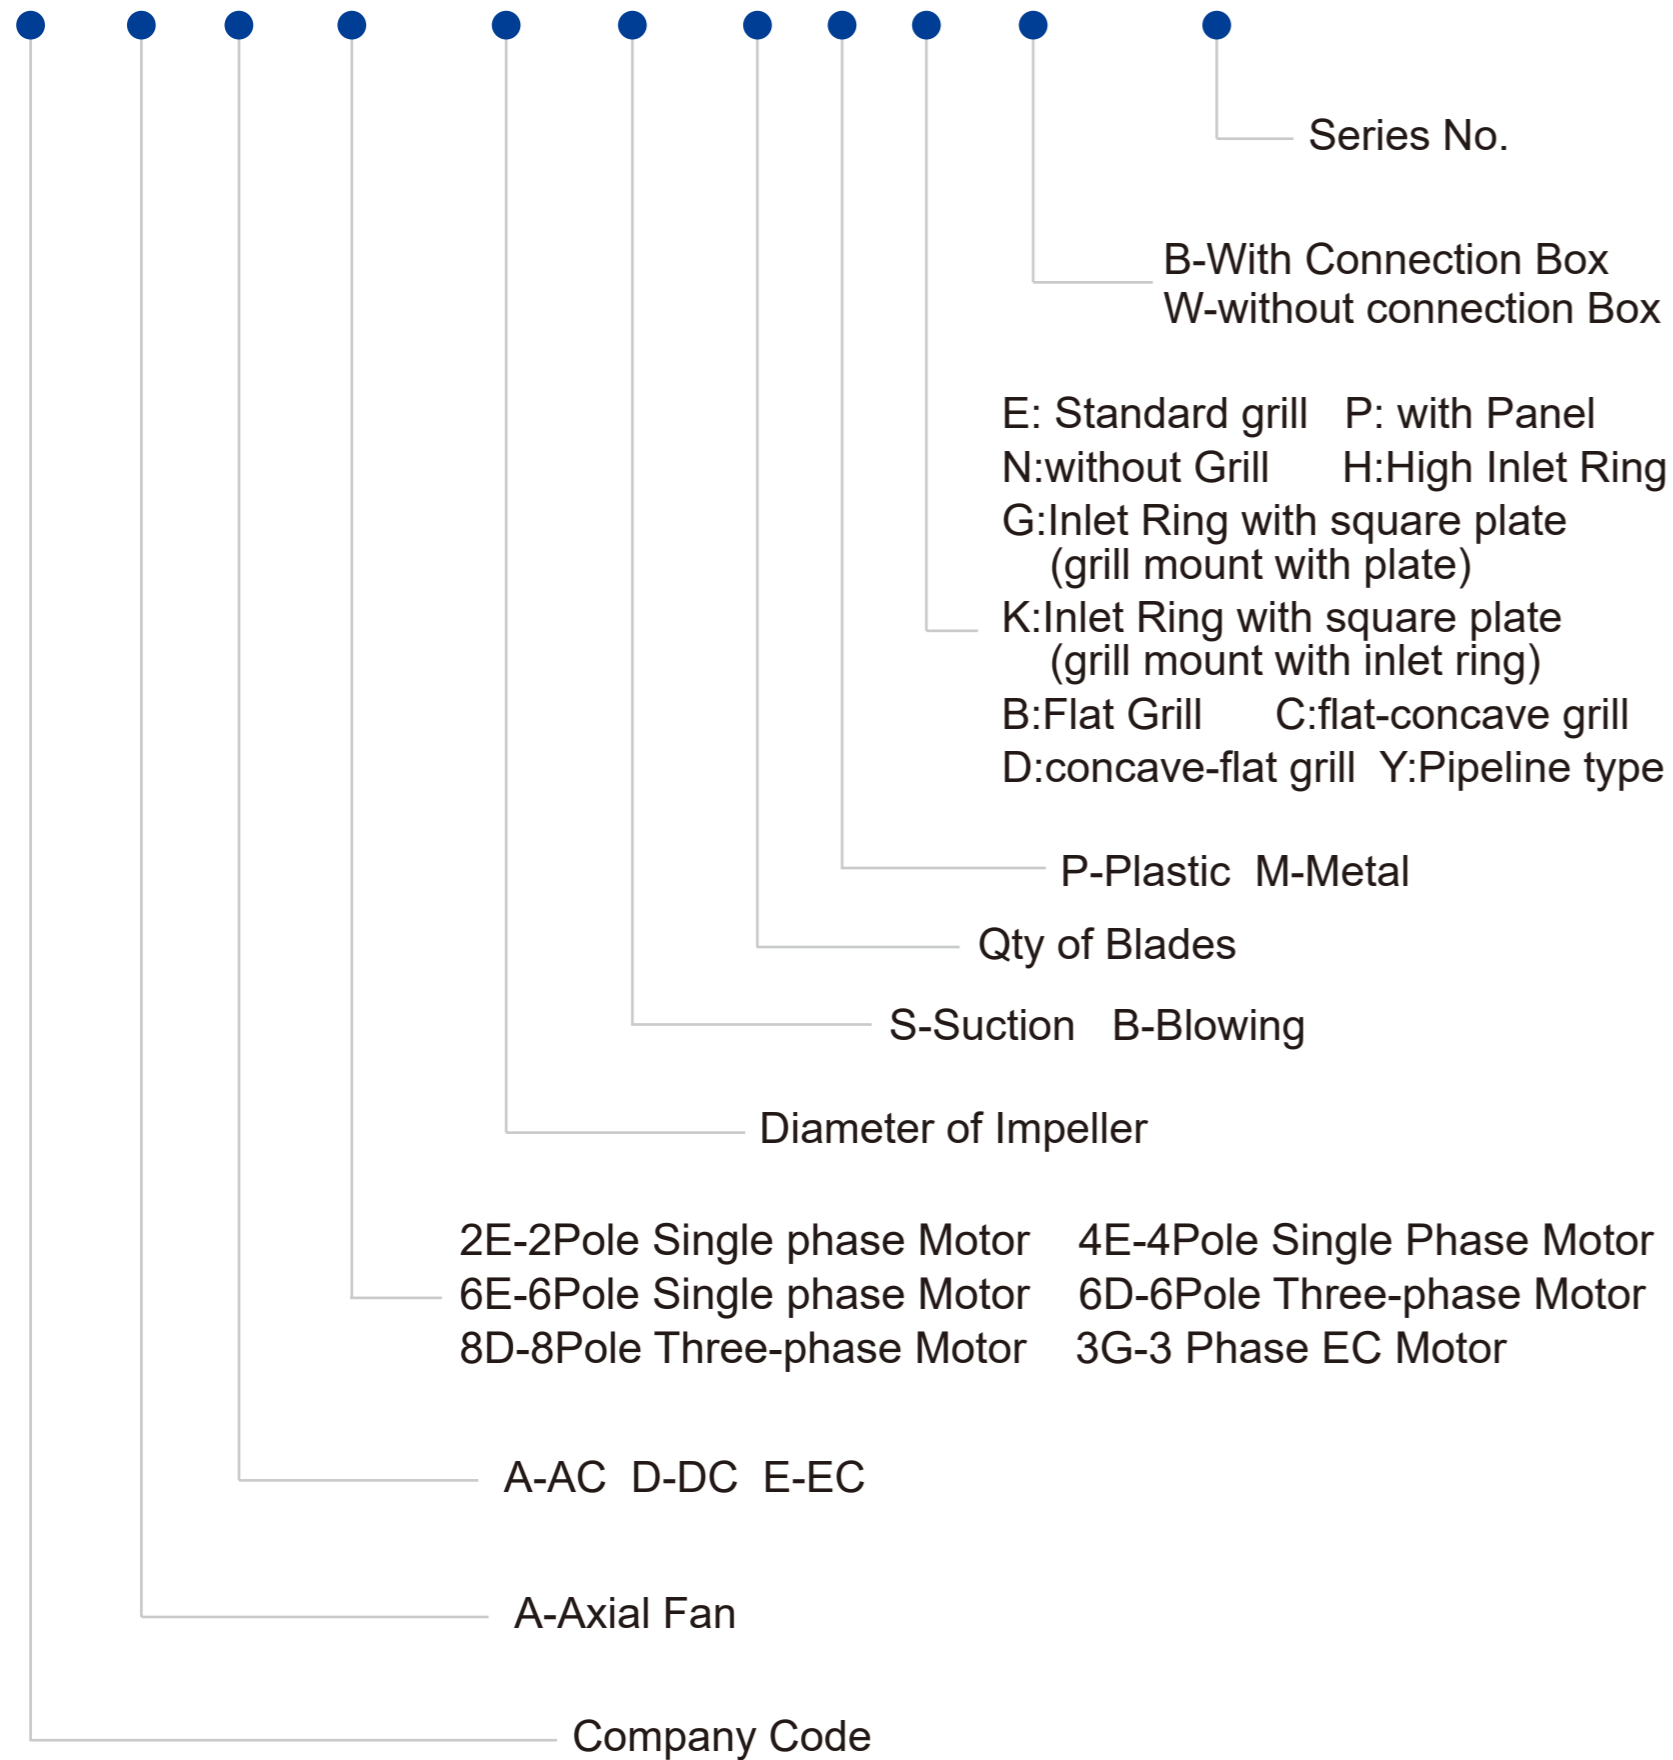 Series No.
B-With Connection Box
W-without connection Box
E: Standard grill   P: with Panel
N:without Grill   H:High Inlet Ring
G:Inlet Ring with square plate
(grill mount with plate)
K:Inlet Ring with square plate
(grill mount with inlet ring)
B:Flat Grill   C:flat-concave grill
D:concave-flat grill   Y:Pipeline type
P-Plastic   M-Metal
Qty of Blades
S-Suction   B-Blowing
Diameter of Impeller
2E-2Pole Single phase Motor   4E-4Pole Single Phase Motor
6E-6Pole Single phase Motor   6D-6Pole Three-phase Motor
8D-8Pole Three-phase Motor   3G-3 Phase EC Motor
A-AC   D-DC   E-EC
A-Axial Fan
Company Code